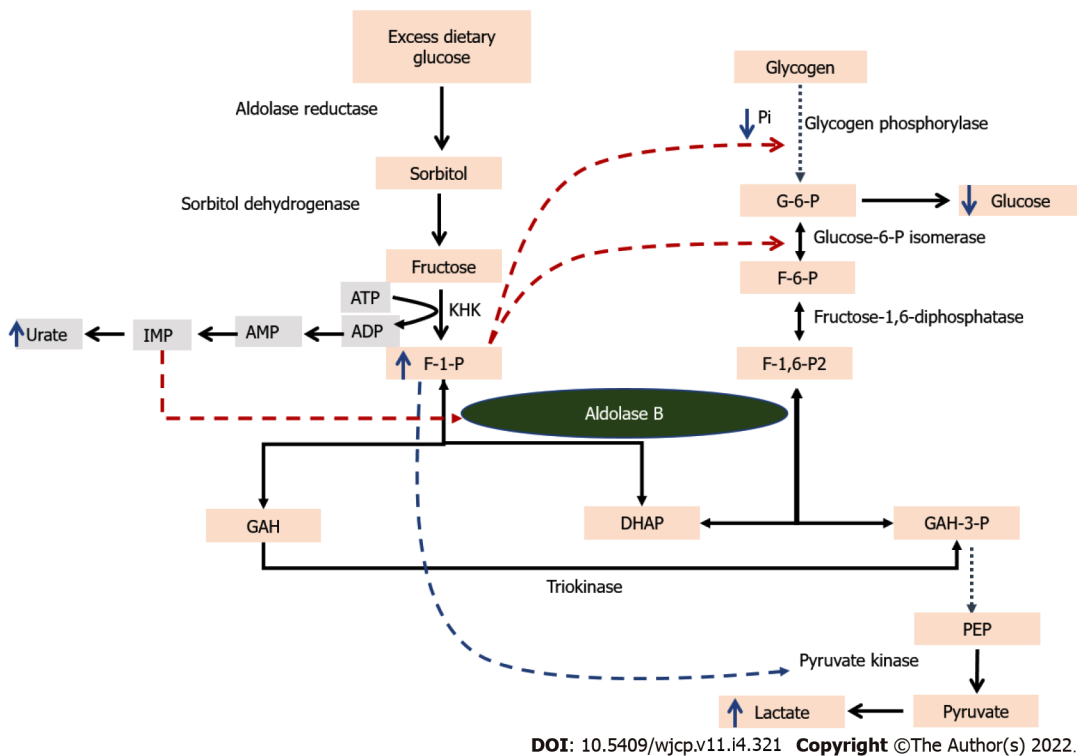 Excess dietary
glucose
Aldolase reductase
Sorbitol
Sorbitol dehydrogenase
Fructose
ATP
KHK
ADP
AMP
IMP
Urate
F-1-P
Glycogen
Pi
Glycogen phosphorylase
G-6-P
Glucose
Glucose-6-P isomerase
F-6-P
Fructose-1,6-diphosphatase
F-1,6-P2
Aldolase B
GAH
DHAP
GAH-3-P
Triokinase
PEP
Pyruvate kinase
Lactate
Pyruvate
DOI: 10.5409/wjcp.v11.i4.321 Copyright ©The Author(s) 2022.